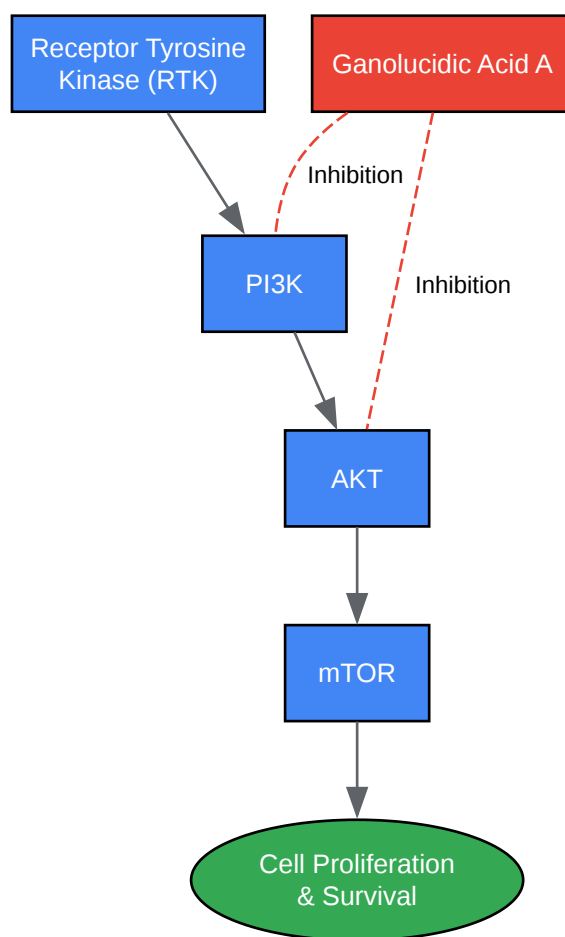 Receptor Tyrosine
Kinase (RTK)
Ganolucidic Acid A
Inhibition
PI3K
Inhibition
AKT
mTOR
Cell Proliferation
& Survival